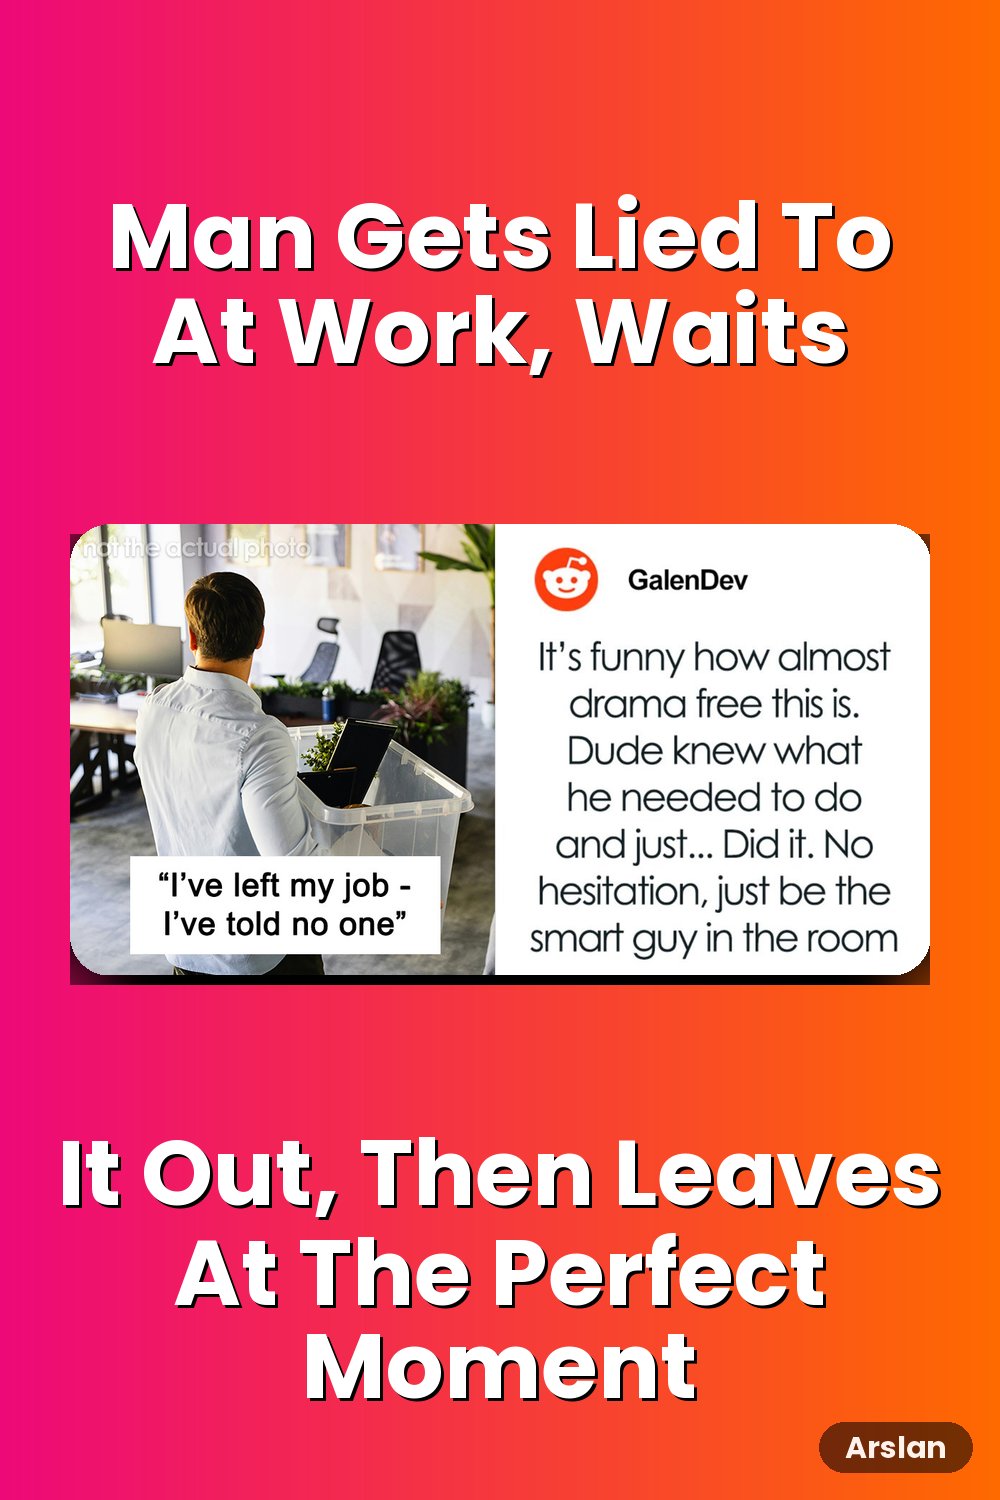 Man Gets Lied To
At Work, Waits
not the actual photo
"I've left my job -
I've told no one"
GalenDev
It's funny how almost
drama free this is.
Dude knew what
he needed to do
and just... Did it. No
hesitation, just be the
smart guy in the room
It Out, Then Leaves
At The Perfect
Moment
Arslan